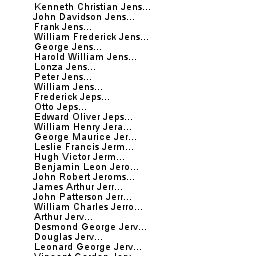 Kenneth Christian Jens...
John Davidson Jens...
Frank Jens...
William Frederick Jens...
George Jens...
Harold William Jens...
Lonza Jens...
Peter Jens...
William Jens...
Frederick Jeps...
Otto Jeps...
Edward Oliver Jeps...
William Henry Jera...
George Maurice Jer...
Leslie Francis Jerm...
Hugh Victor Jerm...
Benjamin Leon Jero...
John Robert Jeroms...
James Arthur Jerr...
John Patterson Jerr...
William Charles Jerro...
Arthur Jerv...
Desmond George Jerv...
Douglas Jerv...
Leonard George Jerv...